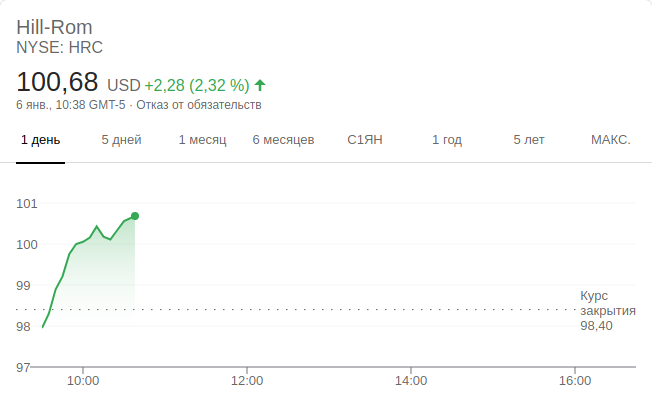 Hill-Rom
NYSE: HRC
100,68 USD +2,28 (2,32 %)
6 янв., 10:38 GMT-5 · Отказ от обязательств
1 день 5 дней 1 месяц 6 месяцев С1ЯН 1 год 5 лет МАКС.
101
100
99
98
97
Курс
закрытия
98,40
10:00 12:00 14:00 16:00